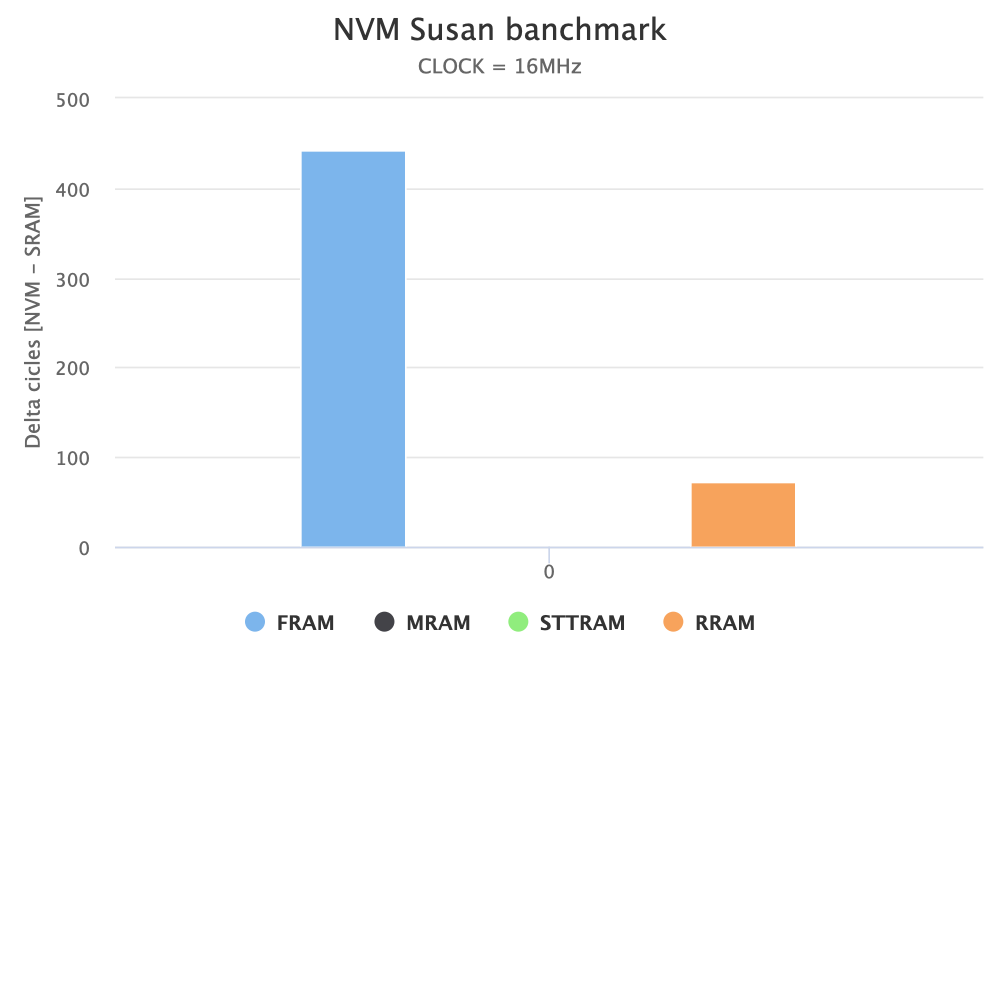 NVM Susan banchmark
CLOCK = 16MHz
Delta cicles [NVM – SRAM]
500
400
300
200
100
0
0
FRAM MRAM STTRAM RRAM